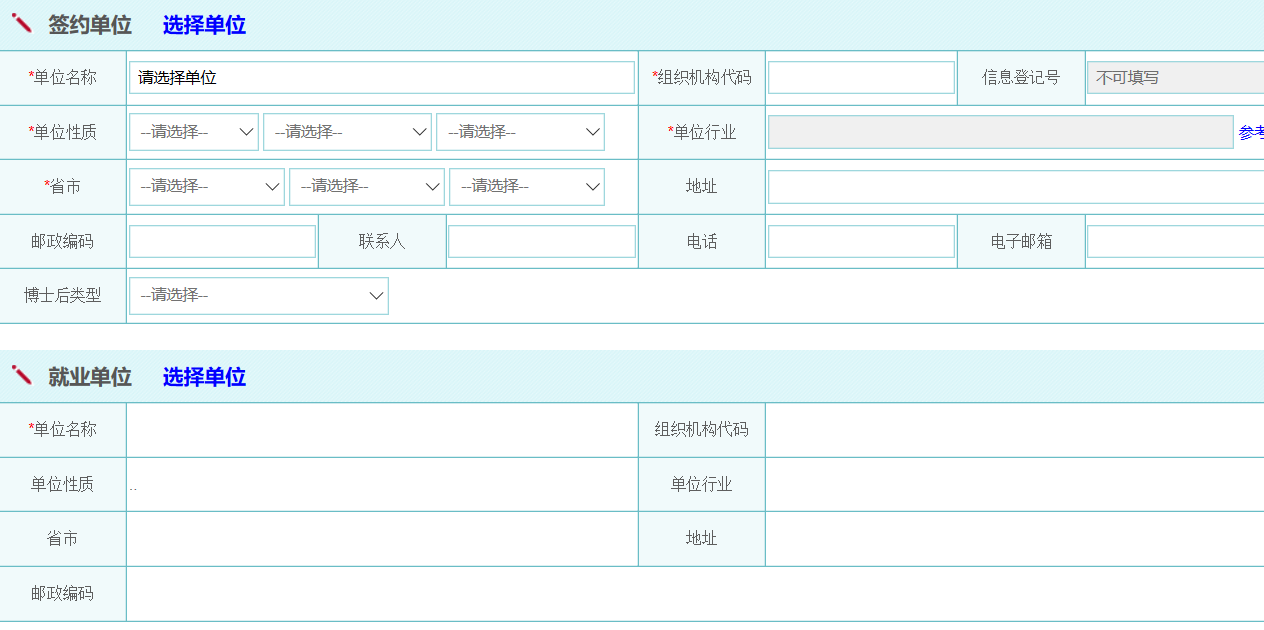 签约单位 选择单位
*单位名称 请选择单位 *组织机构代码 信息登记号 不可填写
*单位性质 --请选择-- --请选择-- --请选择-- *单位行业 参考
*省市 --请选择-- --请选择-- --请选择-- 地址
邮政编码 联系人 电话 电子邮箱
博士后类型 --请选择--
就业单位 选择单位
*单位名称 组织机构代码
单位性质 .. 单位行业
省市 地址
邮政编码